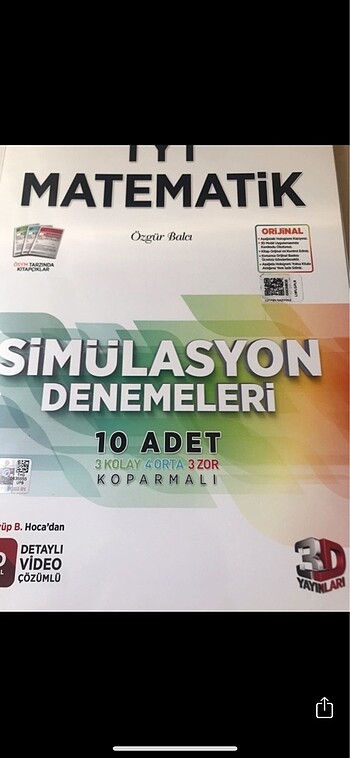 TYT
MATEMATİK
Özgür Balcı
ÖSYM TARZINDA
KİTAPÇIKLAR
ORİJİNAL
SİMÜLASYON
DENEMELERİ
10 ADET
3 KOLAY 4 ORTA 3 ZOR
KOPARMALI
üp B. Hoca'dan
DETAYLI
VİDEO
ÇÖZÜMLÜ
3D
YAYINLARI